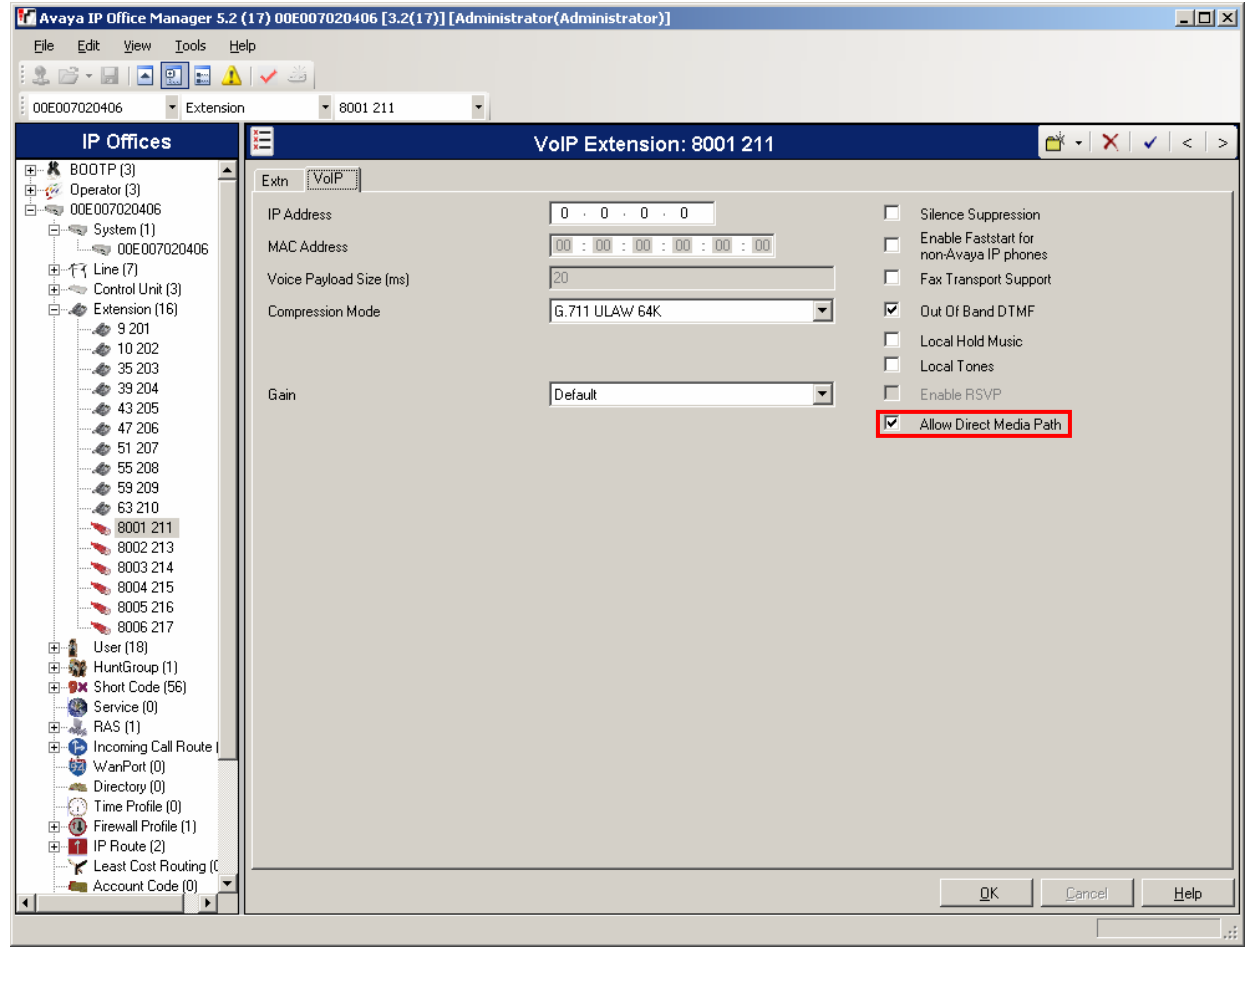 Avaya IP Office Manager 5.2 (17) 00E007020406 [3.2(17)] [Administrator(Administrator)]
File Edit View Tools Help
00E007020406 Extension 8001 211
IP Offices
VoIP Extension: 8001 211
BOOTP (3)
Operator (3)
00E007020406
System (1)
00E007020406
Line (7)
Control Unit (3)
Extension (16)
9 201
10 202
35 203
39 204
43 205
47 206
51 207
55 208
59 209
63 210
8001 211
8002 213
8003 214
8004 215
8005 216
8006 217
User (18)
HuntGroup (1)
Short Code (56)
Service (0)
RAS (1)
Incoming Call Route (
WanPort (0)
Directory (0)
Time Profile (0)
Firewall Profile (1)
IP Route (2)
Least Cost Routing (0
Account Code (0)
Extn VoIP
IP Address 0 . 0 . 0 . 0
MAC Address 00 : 00 : 00 : 00 : 00 : 00
Voice Payload Size (ms) 20
Compression Mode G.711 ULAW 64K
Gain Default
Silence Suppression
Enable Faststart for
non-Avaya IP phones
Fax Transport Support
Out Of Band DTMF
Local Hold Music
Local Tones
Enable RSVP
Allow Direct Media Path
OK Cancel Help